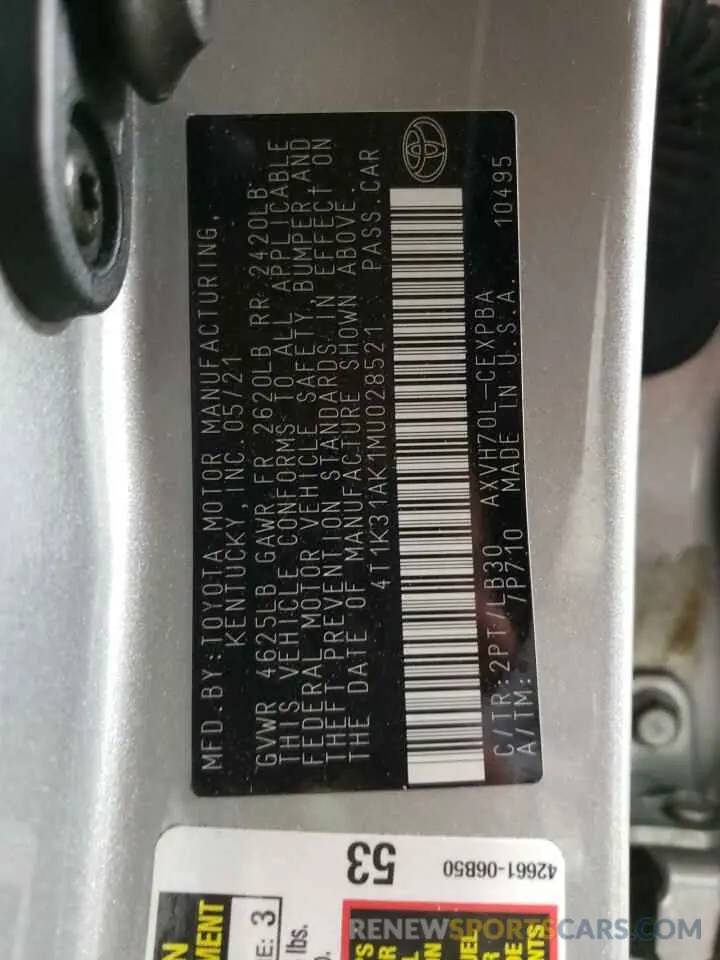 MFD.BY:TOYOTA MOTOR MANUFACTURING,
KENTUCKY,INC.05/21
GVWR 4625LB GAWR FR 2620LB RR 2420LB
THIS VEHICLE CONFORMS TO ALL APPLICABLE
FEDERAL MOTOR VEHICLE SAFETY, BUMPER,AND
THEFT PREVENTION STANDARDS IN EFFECT ON
THE DATE OF MANUFACTURE SHOWN ABOVE.
4T1K31AK1MU028521 PASS.CAR
C/TR:2PT/LB30 AXVH70L-CEXPBA
A/TM: 7P710 MADE IN U.S.A. 10495
53
42661-06B50
E: 3
lbs.
RENEWSPORTSCARS.COM